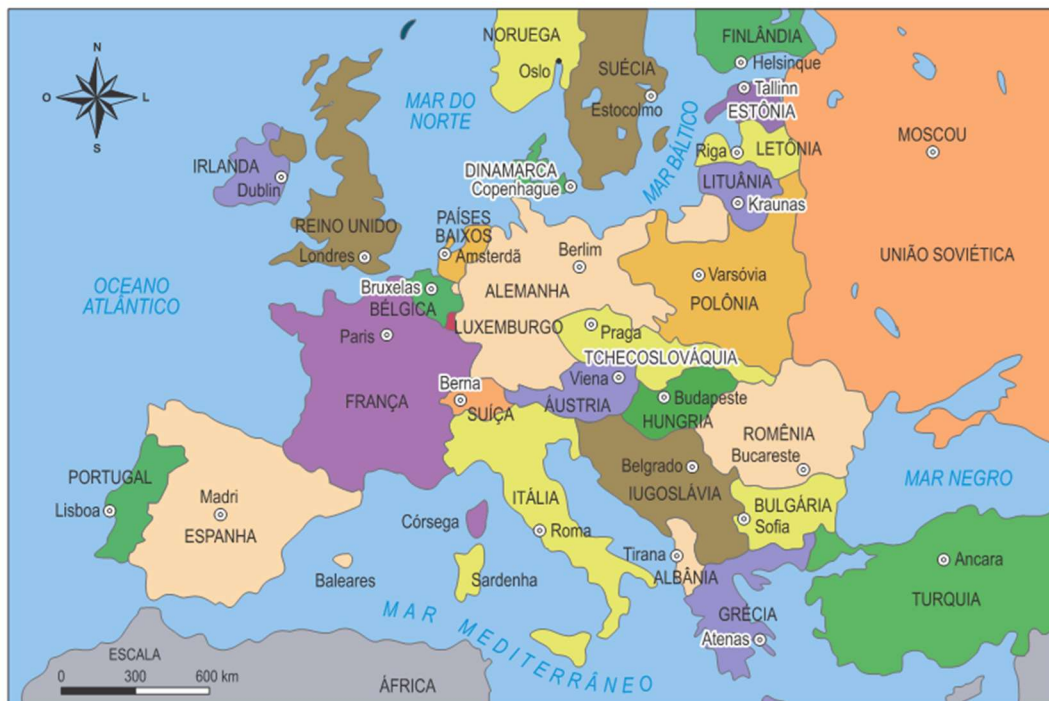 N
O
L
S
NORUEGA
Oslo
SUÉCIA
Estocolmo
FINLÂNDIA
Helsinque
Tallinn
ESTÔNIA
MAR DO
NORTE
MAR BÁLTICO
Riga
LETÔNIA
MOSCOU
IRLANDA
Dublin
DINAMARCA
Copenhague
LITUÂNIA
Kraunas
REINO UNIDO
Londres
PAÍSES
BAIXOS
Amsterdã
Berlim
ALEMANHA
Varsóvia
POLÔNIA
UNIÃO SOVIÉTICA
OCEANO
ATLÂNTICO
Bruxelas
BÉLGICA
LUXEMBURGO
Paris
Praga
TCHECOSLOVÁQUIA
FRANÇA
Berna
SUÍÇA
Viena
ÁUSTRIA
Budapeste
HUNGRIA
ROMÊNIA
Bucareste
Belgrado
IUGOSLÁVIA
MAR NEGRO
PORTUGAL
Lisboa
Madri
ESPANHA
ITÁLIA
Córsega
Roma
BULGÁRIA
Sofia
Baleares
Sardenha
Tirana
ALBÂNIA
Ancara
TURQUIA
GRÉCIA
Atenas
MAR MEDITERRÂNEO
ESCALA
0 300 600 km
ÁFRICA